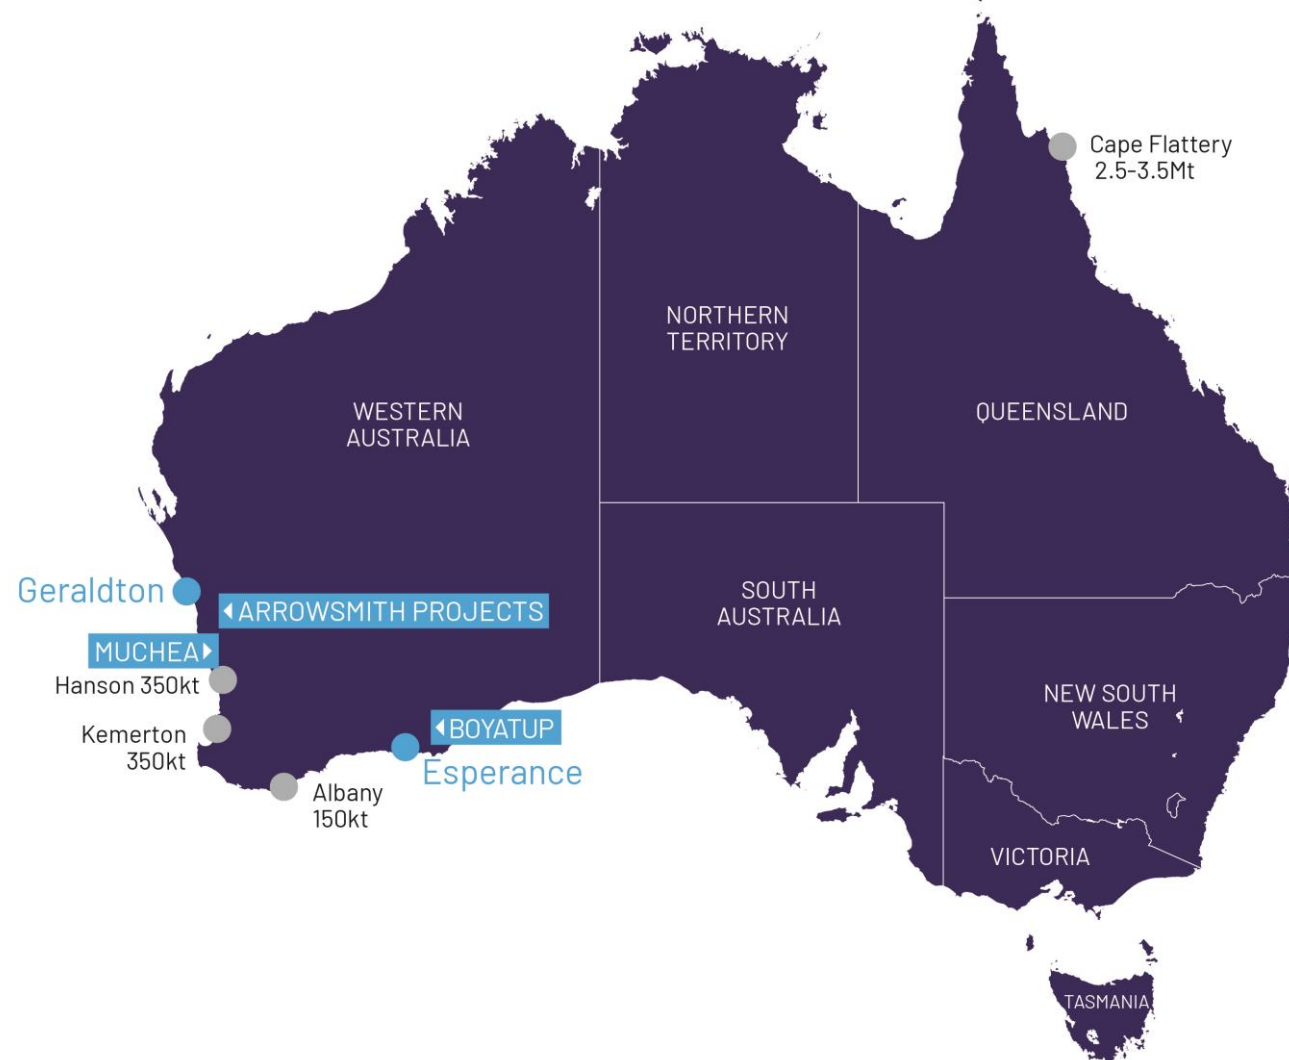 Cape Flattery
2.5-3.5Mt
NORTHERN
TERRITORY
WESTERN
AUSTRALIA
QUEENSLAND
Geraldton
ARROWSMITH PROJECTS
SOUTH
AUSTRALIA
MUCHEA
Hanson 350kt
NEW SOUTH
WALES
Kemerton
350kt
BOYATUP
Esperance
Albany
150kt
VICTORIA
TASMANIA